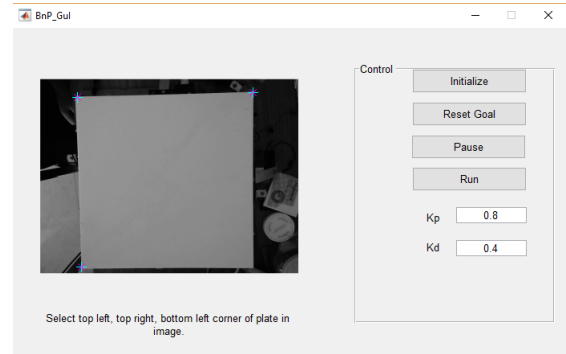 BnP_GuI
Control
Initialize
Reset Goal
Pause
Run
Kp 0.8
Kd 0.4
Select top left, top right, bottom left corner of plate in
image.